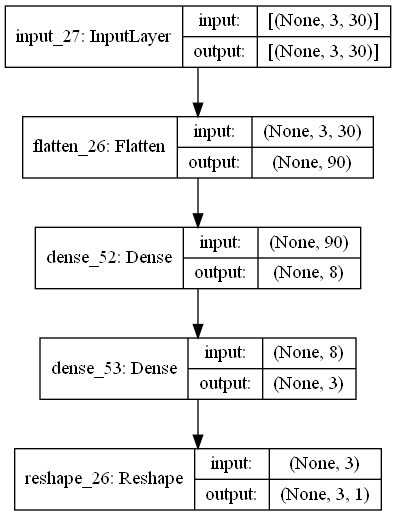 input_27: InputLayer
input:
[(None, 3, 30)]
output:
[(None, 3, 30)]
flatten_26: Flatten
input:
(None, 3, 30)
output:
(None, 90)
dense_52: Dense
input:
(None, 90)
output:
(None, 8)
dense_53: Dense
input:
(None, 8)
output:
(None, 3)
reshape_26: Reshape
input:
(None, 3)
output:
(None, 3, 1)